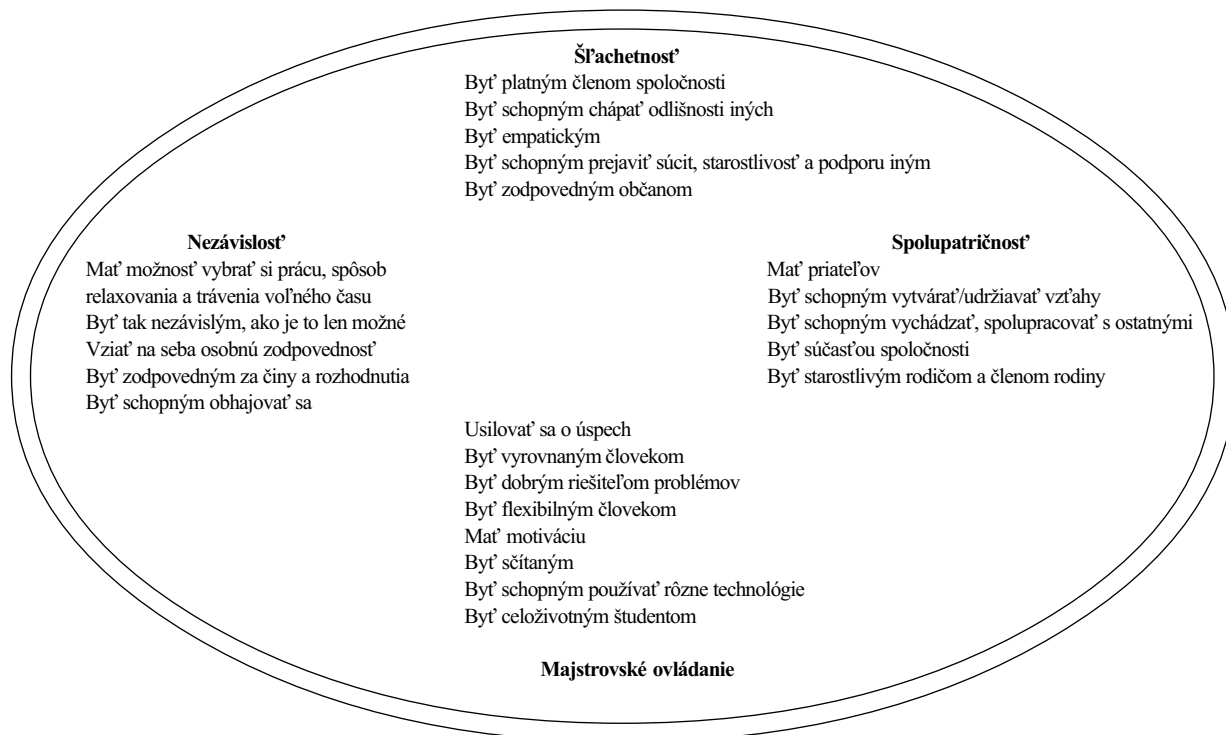 Šľachetnosť
Byť platným členom spoločnosti
Byť schopným chápať odlišnosti iných
Byť empatickým
Byť schopným prejaviť súcit, starostlivosť a podporu iným
Byť zodpovedným občanom
Nezávislosť
Mať možnosť vybrať si prácu, spôsob
relaxovania a trávenia voľného času
Byť tak nezávislým, ako je to len možné
Vziať na seba osobnú zodpovednosť
Byť zodpovedným za činy a rozhodnutia
Byť schopným obhajovať sa
Spolupatričnosť
Mať priateľov
Byť schopným vytvárať/udržiavať vzťahy
Byť schopným vychádzať, spolupracovať s ostatnými
Byť súčasťou spoločnosti
Byť starostlivým rodičom a členom rodiny
Usilovať sa o úspech
Byť vyrovnaným človekom
Byť dobrým riešiteľom problémov
Byť flexibilným človekom
Mať motiváciu
Byť sčítaným
Byť schopným používať rôzne technológie
Byť celoživotným študentom
Majstrovské ovládanie